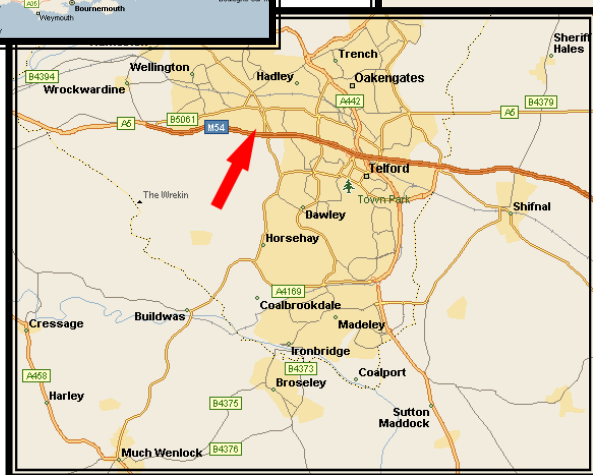 Bournemouth
A35
Weymouth
Sheriff
Hales
Trench
Wellington
Hadley
Oakengates
B4394
Wrockwardine
A442
B4379
A5
B5061
A5
M54
Telford
The Wrekin
Town Park
Shifnal
Dawley
Horsehay
A4169
Coalbrookdale
Buildwas
Madeley
Cressage
Ironbridge
B4373
Coalport
A458
Broseley
Harley
B4375
Sutton
Maddock
B4376
Much Wenlock